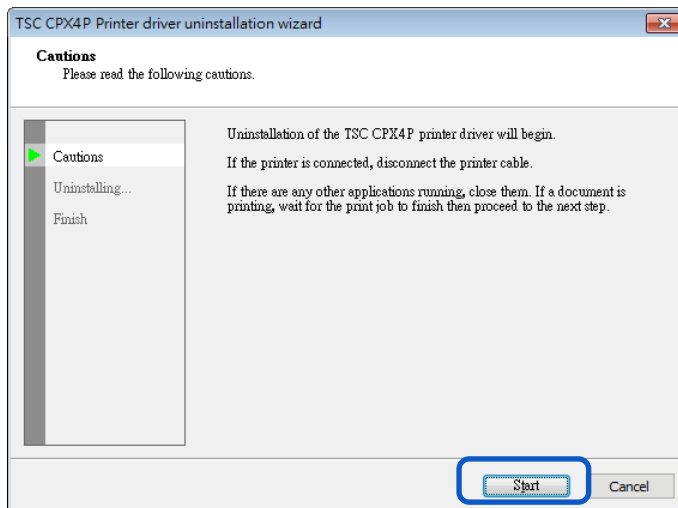 TSC CPX4P Printer driver uninstallation wizard
Cautions
Please read the following cautions.
Cautions
Uninstalling...
Finish
Uninstallation of the TSC CPX4P printer driver will begin.
If the printer is connected, disconnect the printer cable.
If there are any other applications running, close them. If a document is
printing, wait for the print job to finish then proceed to the next step.
Start
Cancel